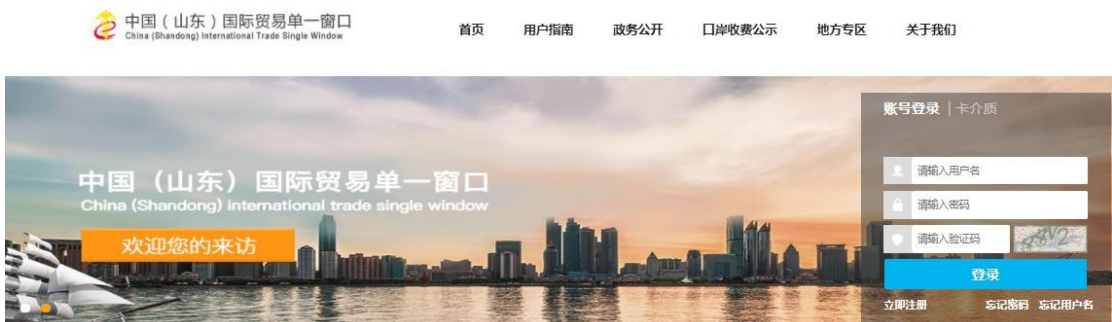 中国（山东）国际贸易单一窗口
China (Shandong) International Trade Single Window
首页 用户指南 政务公开 口岸收费公示 地方专区 关于我们
中国（山东）国际贸易单一窗口
China (Shandong) international trade single window
欢迎您的来访
账号登录 | 卡介质
请输入用户名
请输入密码
请输入验证码
登录
立即注册 忘记密码 忘记用户名